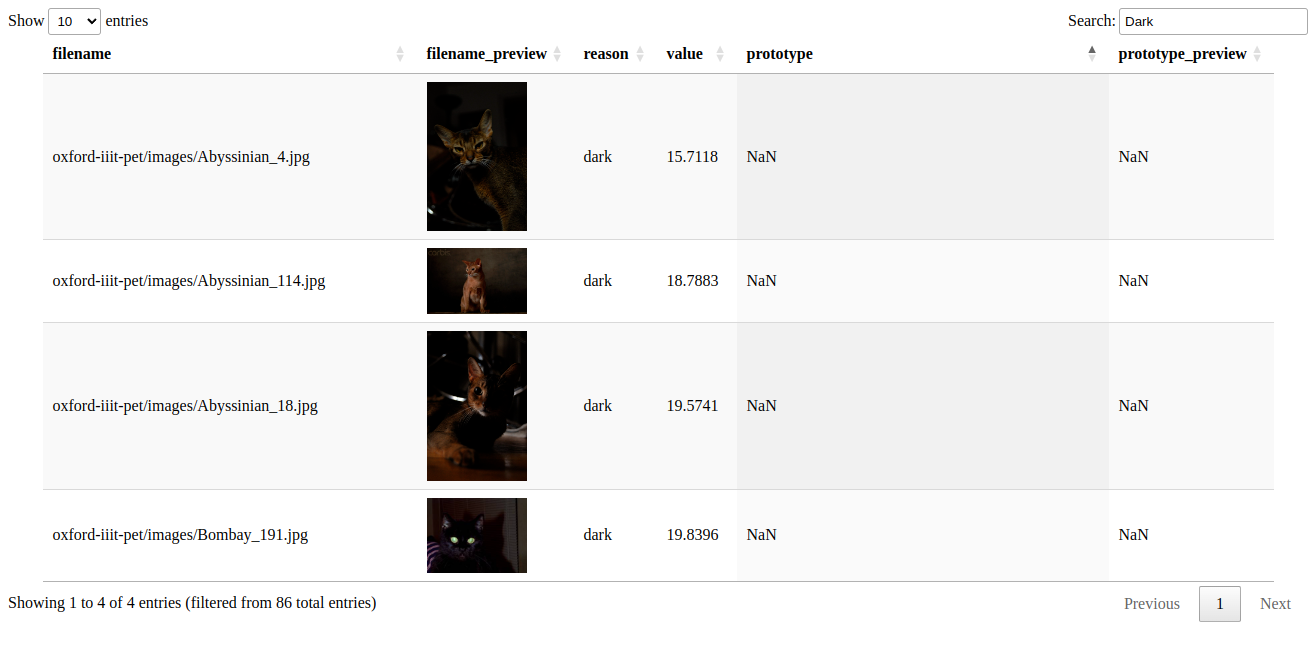 Show 10 entries Search: Dark
filename filename_preview reason value prototype prototype_preview
oxford-iiit-pet/images/Abyssinian_4.jpg dark 15.7118 NaN NaN
oxford-iiit-pet/images/Abyssinian_114.jpg dark 18.7883 NaN NaN
oxford-iiit-pet/images/Abyssinian_18.jpg dark 19.5741 NaN NaN
oxford-iiit-pet/images/Bombay_191.jpg dark 19.8396 NaN NaN
Showing 1 to 4 of 4 entries (filtered from 86 total entries) Previous 1 Next